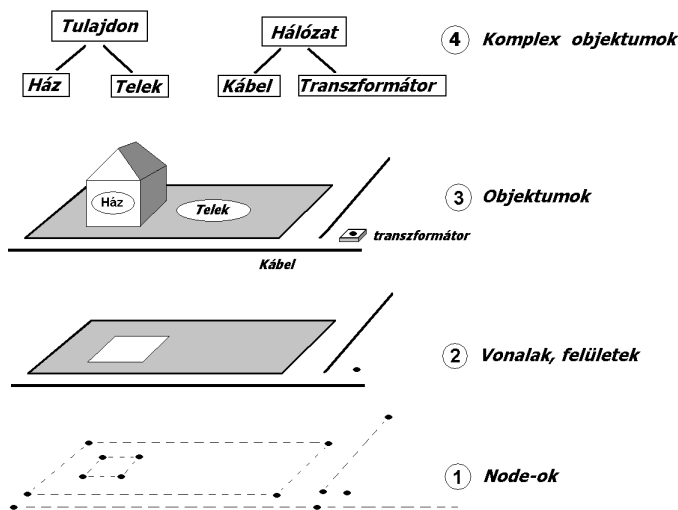 Tulajdon
Hálózat
4 Komplex objektumok
Ház
Telek
Kábel
Transzformátor
3 Objektumok
Ház
Telek
transzformátor
Kábel
2 Vonalak, felületek
1 Node-ok